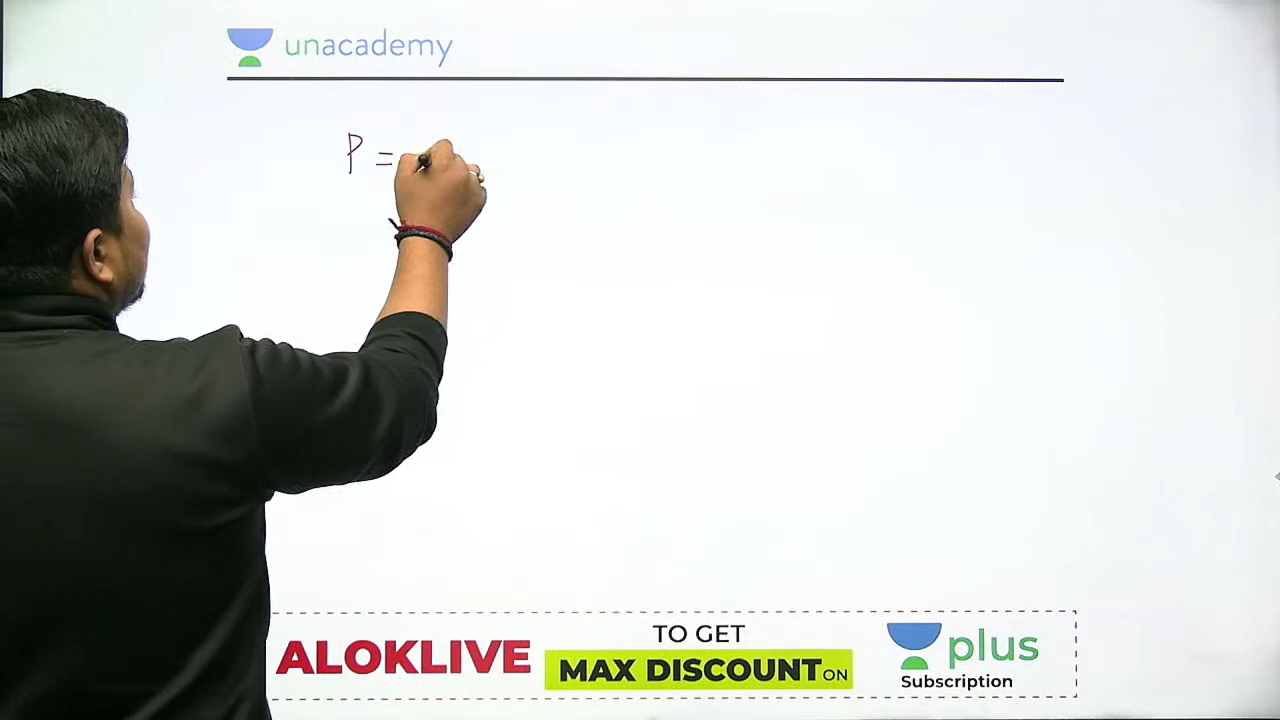 unacademy
P =
ALOKLIVE
TO GET
MAX DISCOUNT ON
plus
Subscription